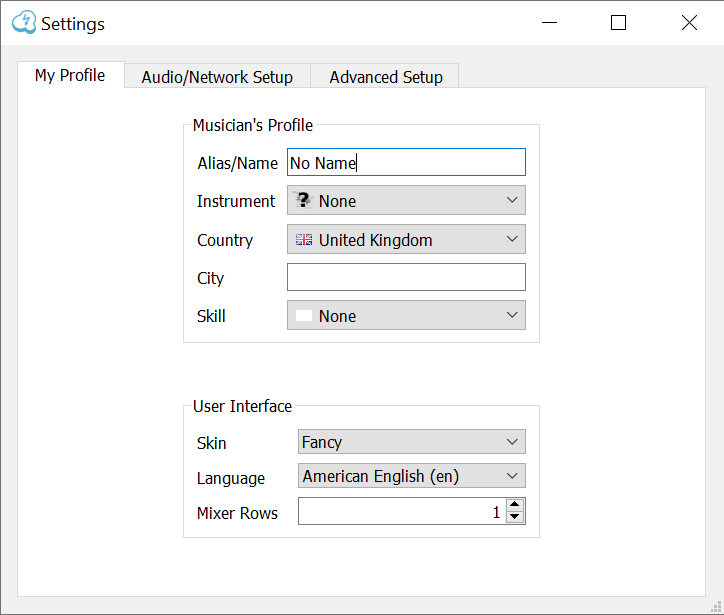 Settings
My Profile Audio/Network Setup Advanced Setup
Musician's Profile
Alias/Name No Name
Instrument ? None
Country United Kingdom
City
Skill None
User Interface
Skin Fancy
Language American English (en)
Mixer Rows 1